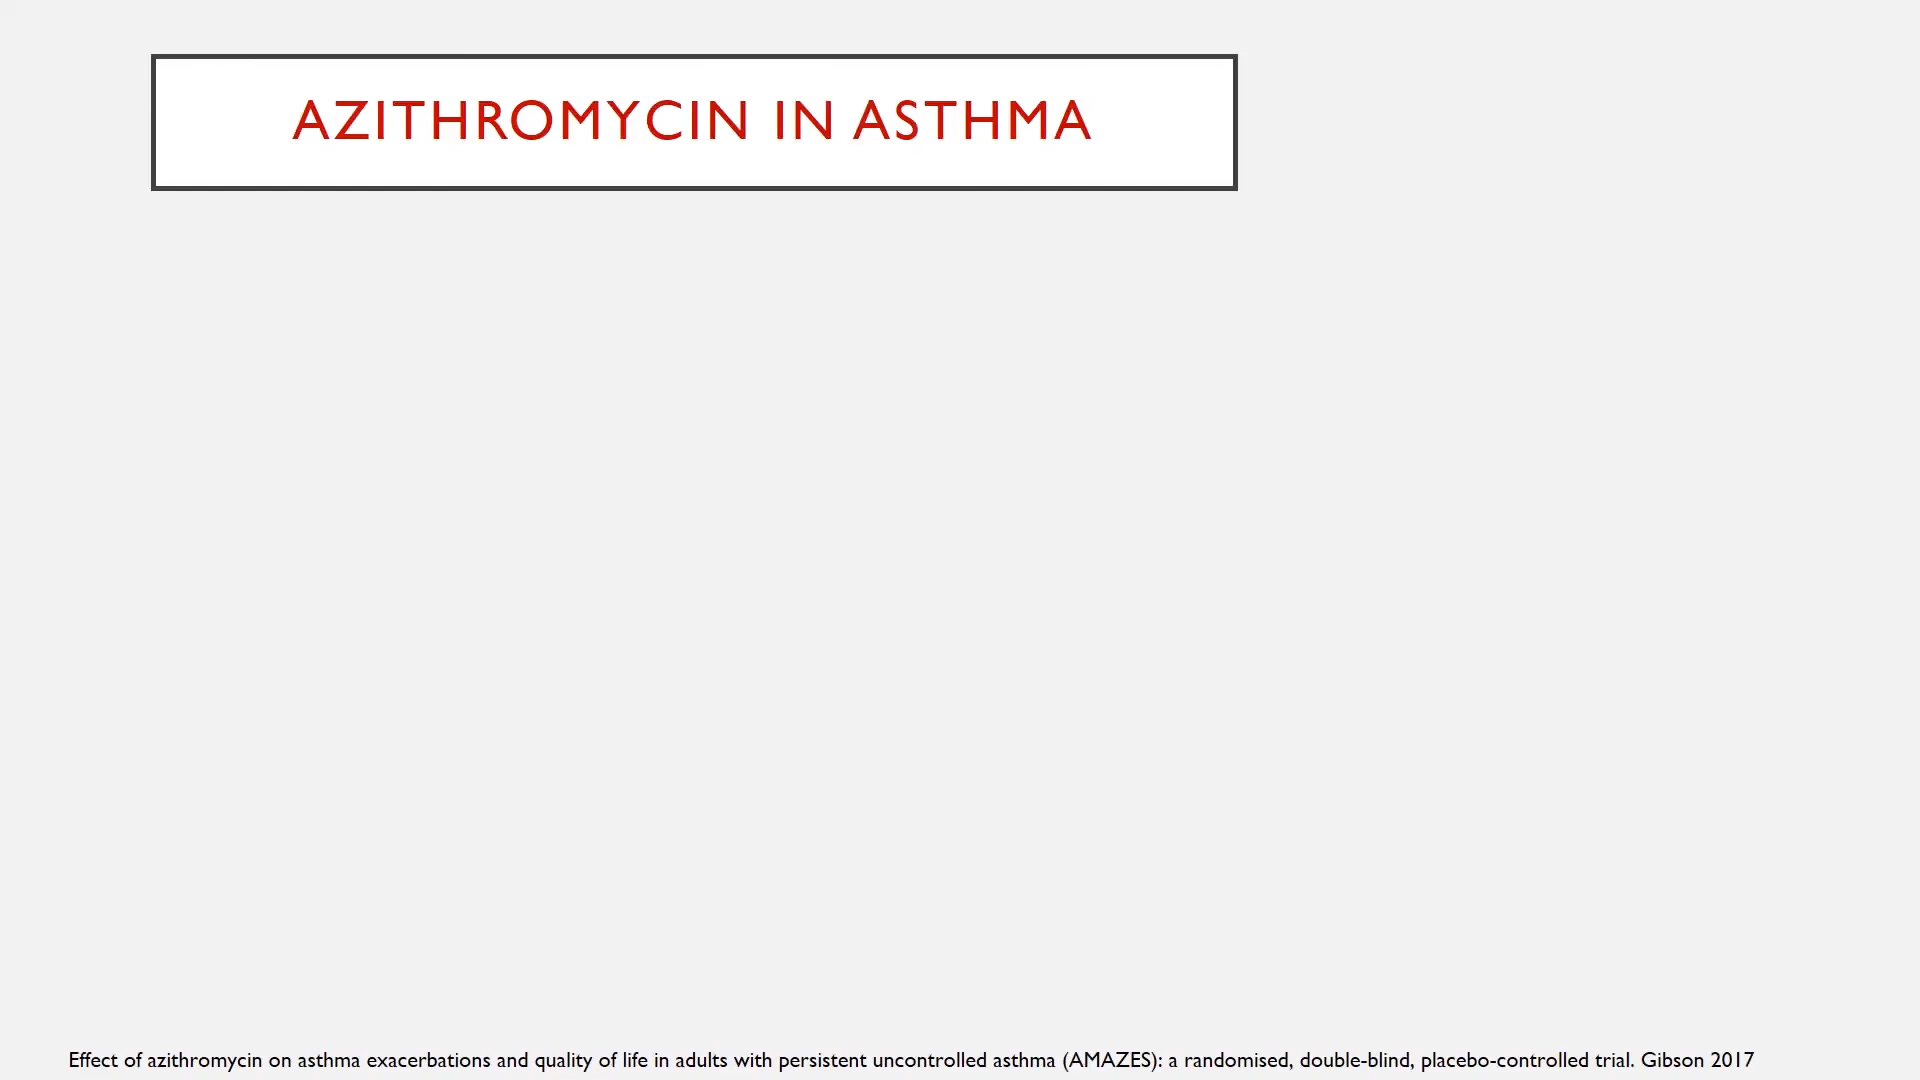 AZITHROMYCIN IN ASTHMA
Effect of azithromycin on asthma exacerbations and quality of life in adults with persistent uncontrolled asthma (AMAZES): a randomised, double-blind, placebo-controlled trial. Gibson 2017